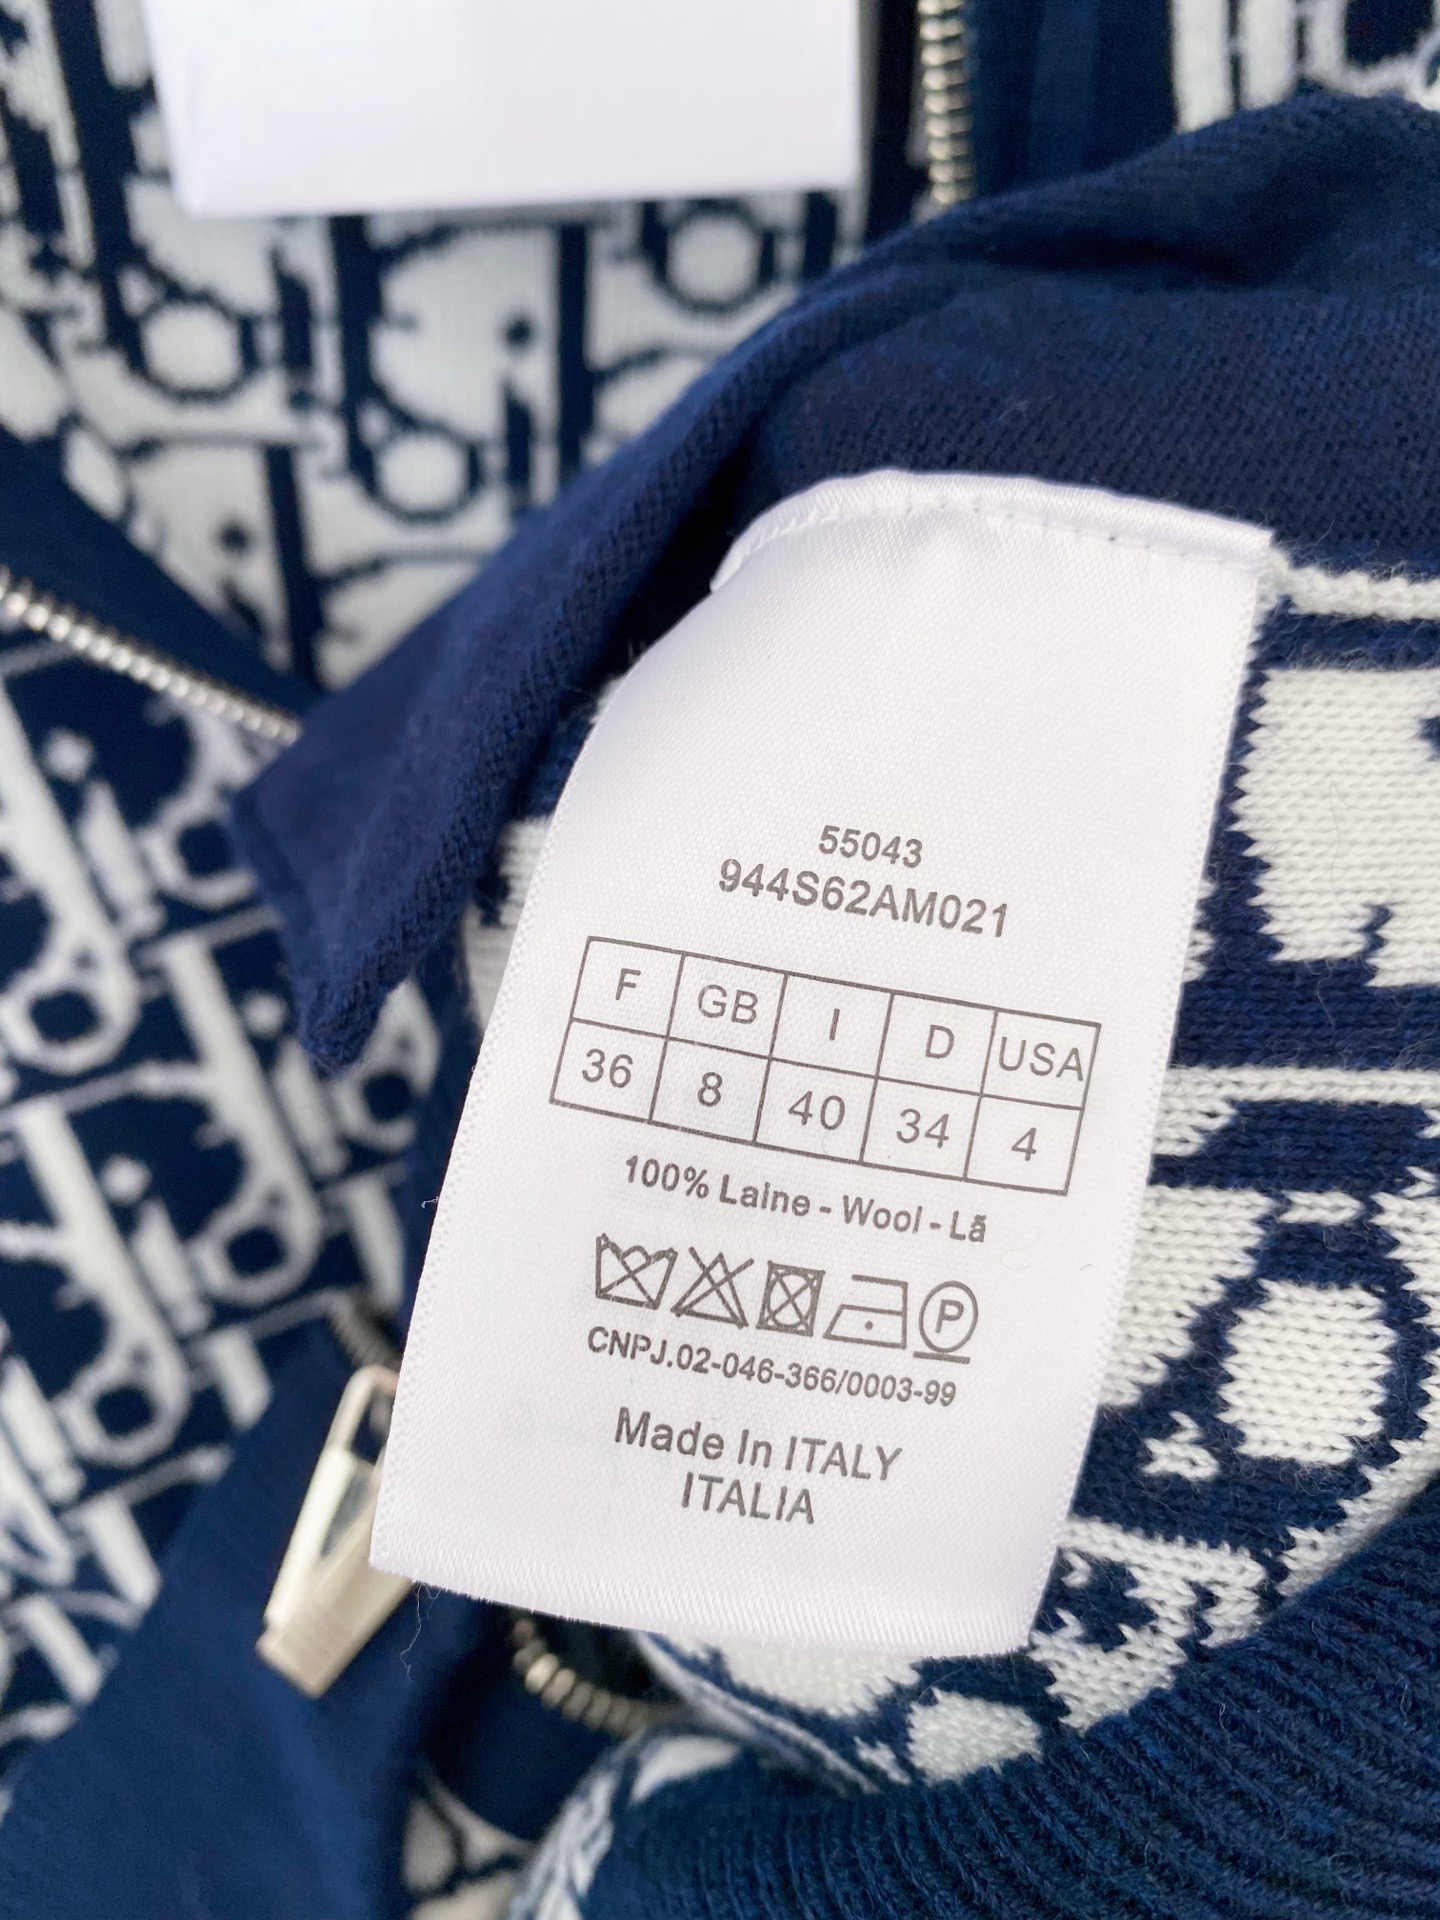 55043
944S62AM021
F GB I D USA
36 8 40 34 4
100% Laine - Wool - Lã
P
CNPJ.02-046-366/0003-99
Made In ITALY
ITALIA